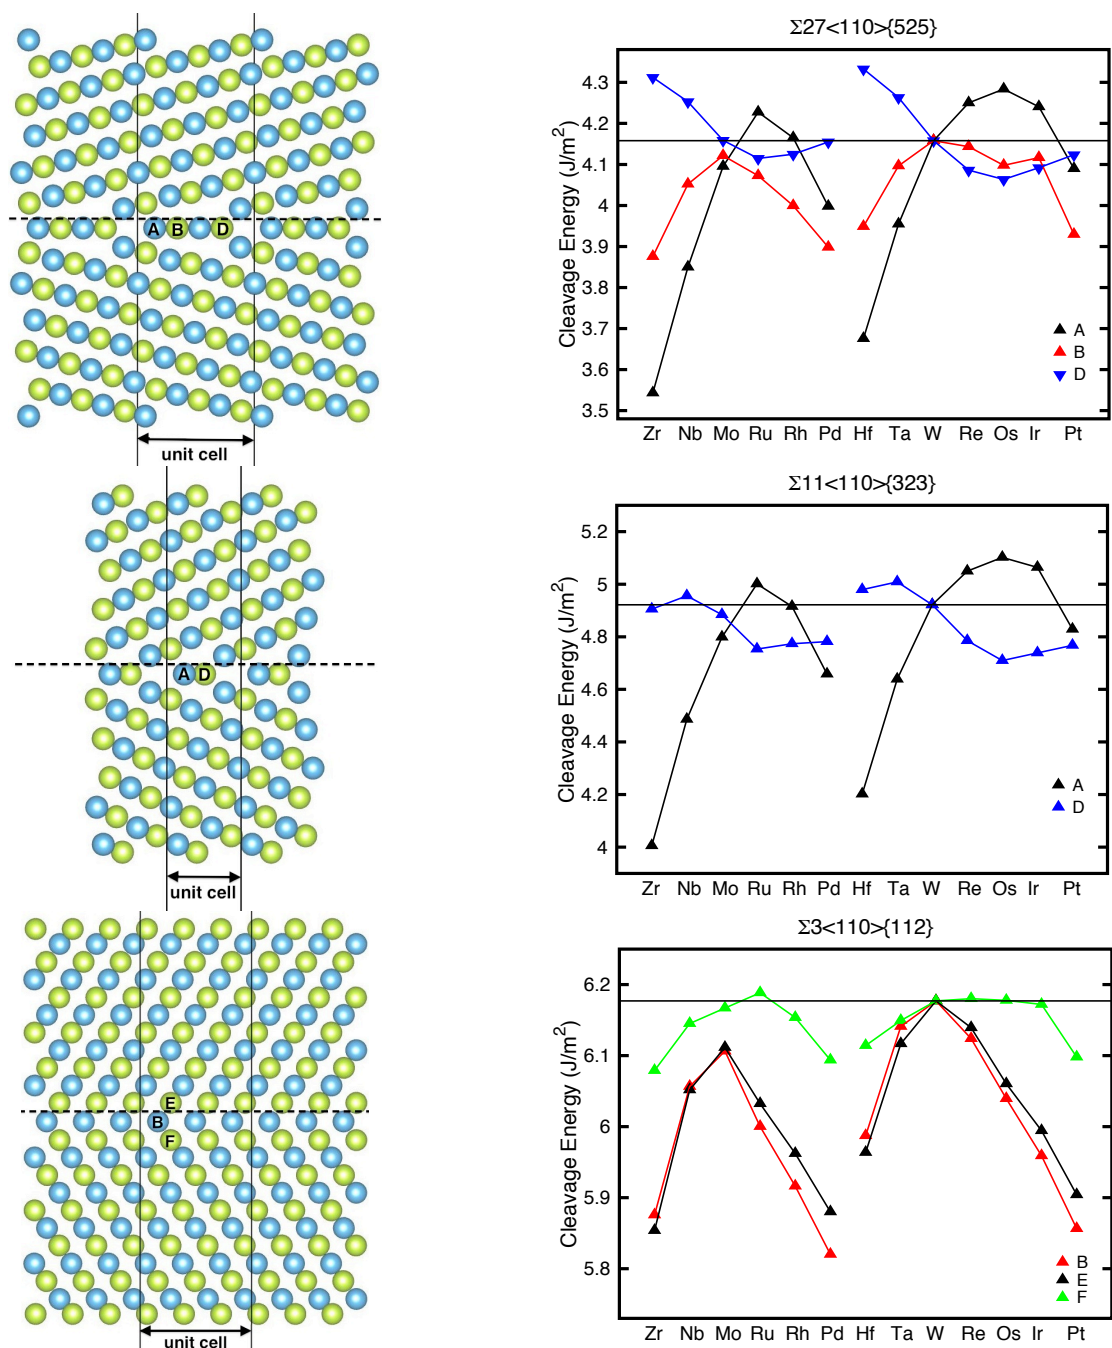 Σ27<110>{525}
Cleavage Energy (J/m²)
4.3
4.2
4.1
4
3.9
3.8
3.7
3.6
3.5
A
B
D
Zr Nb Mo Ru Rh Pd Hf Ta W Re Os Ir Pt
A B D
unit cell
Σ11<110>{323}
Cleavage Energy (J/m²)
5.2
5
4.8
4.6
4.4
4.2
4
A
D
Zr Nb Mo Ru Rh Pd Hf Ta W Re Os Ir Pt
A D
unit cell
Σ3<110>{112}
Cleavage Energy (J/m²)
6.2
6.1
6
5.9
5.8
B
E
F
Zr Nb Mo Ru Rh Pd Hf Ta W Re Os Ir Pt
E
B
F
unit cell